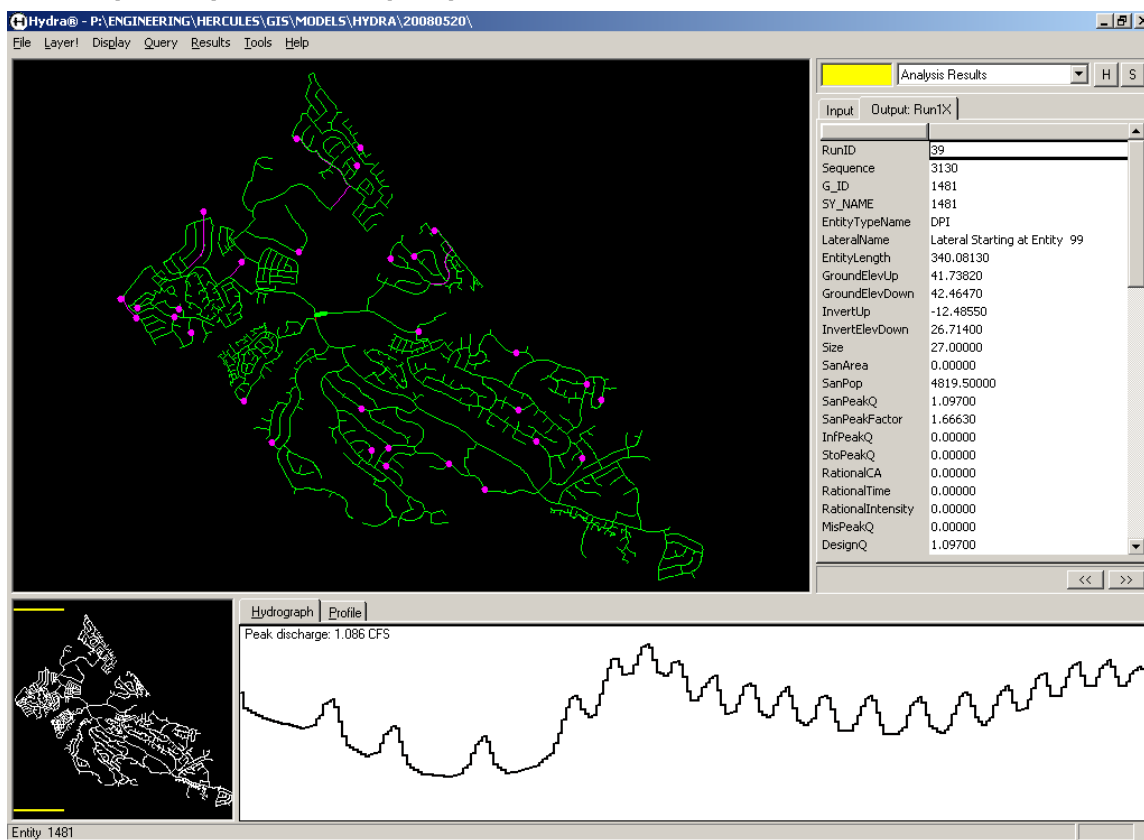 Hydra® - P:\ENGINEERING\HERCULES\GIS\MODELS\HYDRA\20080520\
File Layer! Display Query Results Tools Help
Analysis Results H S
Input Output: Run1X
RunID 39
Sequence 3130
G_ID 1481
SY_NAME 1481
EntityTypeName DPI
LateralName Lateral Starting at Entity 99
EntityLength 340.08130
GroundElevUp 41.73820
GroundElevDown 42.46470
InvertUp -12.48550
InvertElevDown 26.71400
Size 27.00000
SanArea 0.00000
SanPop 4819.50000
SanPeakQ 1.09700
SanPeakFactor 1.66630
InfPeakQ 0.00000
StoPeakQ 0.00000
RationalCA 0.00000
RationalTime 0.00000
RationalIntensity 0.00000
MisPeakQ 0.00000
DesignQ 1.09700
<< >>
Hydrograph Profile
Peak discharge: 1.086 CFS
Entity 1481